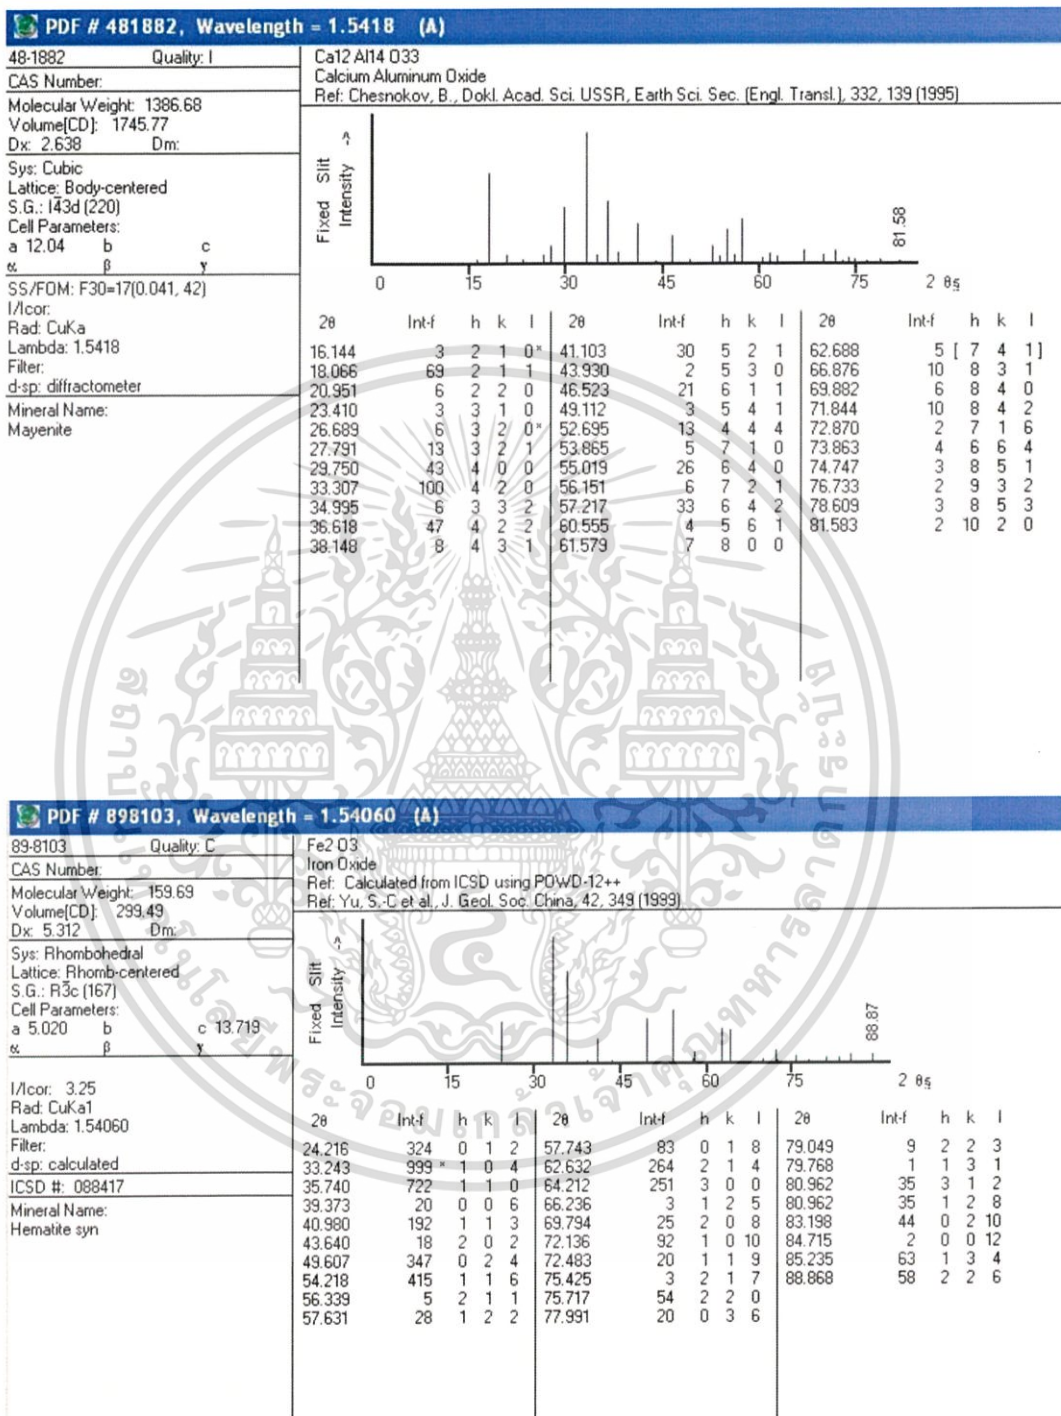 PDF # 481882, Wavelength = 1.5418 (A)
48-1882 Quality: I
CAS Number:
Molecular Weight: 1386.68
Volume[CD]: 1745.77
Dx: 2.638 Dm:
Sys: Cubic
Lattice: Body-centered
S.G.: I4̅3d (220)
Cell Parameters:
a 12.04 b c
α β γ
SS/FOM: F30=17(0.041, 42)
I/Icor:
Rad: CuKa
Lambda: 1.5418
Filter:
d-sp: diffractometer
Mineral Name:
Mayenite
Ca12 Al14 O33
Calcium Aluminum Oxide
Ref: Chesnokov, B., Dokl. Acad. Sci. USSR, Earth Sci. Sec. (Engl. Transl.), 332, 139 (1995)
Fixed Slit
Intensity ->
81.58
0 15 30 45 60 75 2 θ§
2θ Int-f h k l 2θ Int-f h k l 2θ Int-f h k l
16.144 3 2 1 0* 41.103 30 5 2 1 62.688 5 [ 7 4 1]
18.066 69 2 1 1 43.930 2 5 3 0 66.876 10 8 3 1
20.951 6 2 2 0 46.523 21 6 1 1 69.882 6 8 4 0
23.410 3 3 1 0 49.112 3 5 4 1 71.844 10 8 4 2
26.689 6 3 2 0* 52.695 13 4 4 4 72.870 2 7 1 6
27.791 13 3 2 1 53.865 5 7 1 0 73.863 4 6 6 4
29.750 43 4 0 0 55.019 26 6 4 0 74.747 3 8 5 1
33.307 100 4 2 0 56.151 6 7 2 1 76.733 2 9 3 2
34.995 6 3 3 2 57.217 33 6 4 2 78.609 3 8 5 3
36.618 47 4 2 2 60.555 4 5 6 1 81.583 2 10 2 0
38.148 8 4 3 1 61.579 7 8 0 0
PDF # 898103, Wavelength = 1.54060 (A)
89-8103 Quality: C
CAS Number:
Molecular Weight: 159.69
Volume[CD]: 299.49
Dx: 5.312 Dm:
Sys: Rhombohedral
Lattice: Rhomb-centered
S.G.: R3̅c (167)
Cell Parameters:
a 5.020 b c 13.719
α β γ
I/Icor: 3.25
Rad: CuKa1
Lambda: 1.54060
Filter:
d-sp: calculated
ICSD #: 088417
Mineral Name:
Hematite syn
Fe2 O3
Iron Oxide
Ref: Calculated from ICSD using POWD-12++
Ref: Yu, S.-C et al., J. Geol. Soc. China, 42, 349 (1999)
Fixed Slit
Intensity ->
88.87
0 15 30 45 60 75 2 θ§
2θ Int-f h k l 2θ Int-f h k l 2θ Int-f h k l
24.216 324 0 1 2 57.743 83 0 1 8 79.049 9 2 2 3
33.243 999 * 1 0 4 62.632 264 2 1 4 79.768 1 1 3 1
35.740 722 1 1 0 64.212 251 3 0 0 80.962 35 3 1 2
39.373 20 0 0 6 66.236 3 1 2 5 80.962 35 1 2 8
40.980 192 1 1 3 69.794 25 2 0 8 83.198 44 0 2 10
43.640 18 2 0 2 72.136 92 1 0 10 84.715 2 0 0 12
49.607 347 0 2 4 72.483 20 1 1 9 85.235 63 1 3 4
54.218 415 1 1 6 75.425 3 2 1 7 88.868 58 2 2 6
56.339 5 2 1 1 75.717 54 2 2 0
57.631 28 1 2 2 77.991 20 0 3 6